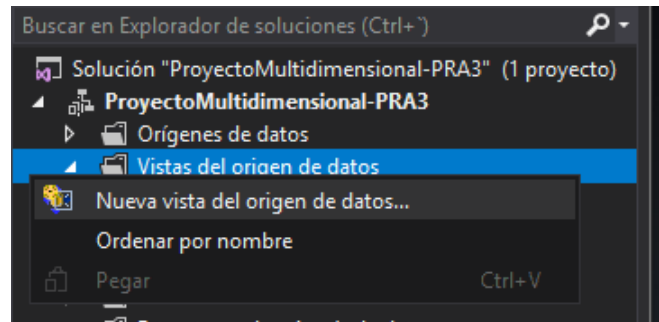 Buscar en Explorador de soluciones (Ctrl+`)
Solución "ProyectoMultidimensional-PRA3" (1 proyecto)
ProyectoMultidimensional-PRA3
Orígenes de datos
Vistas del origen de datos
Nueva vista del origen de datos...
Ordenar por nombre
Pegar Ctrl+V